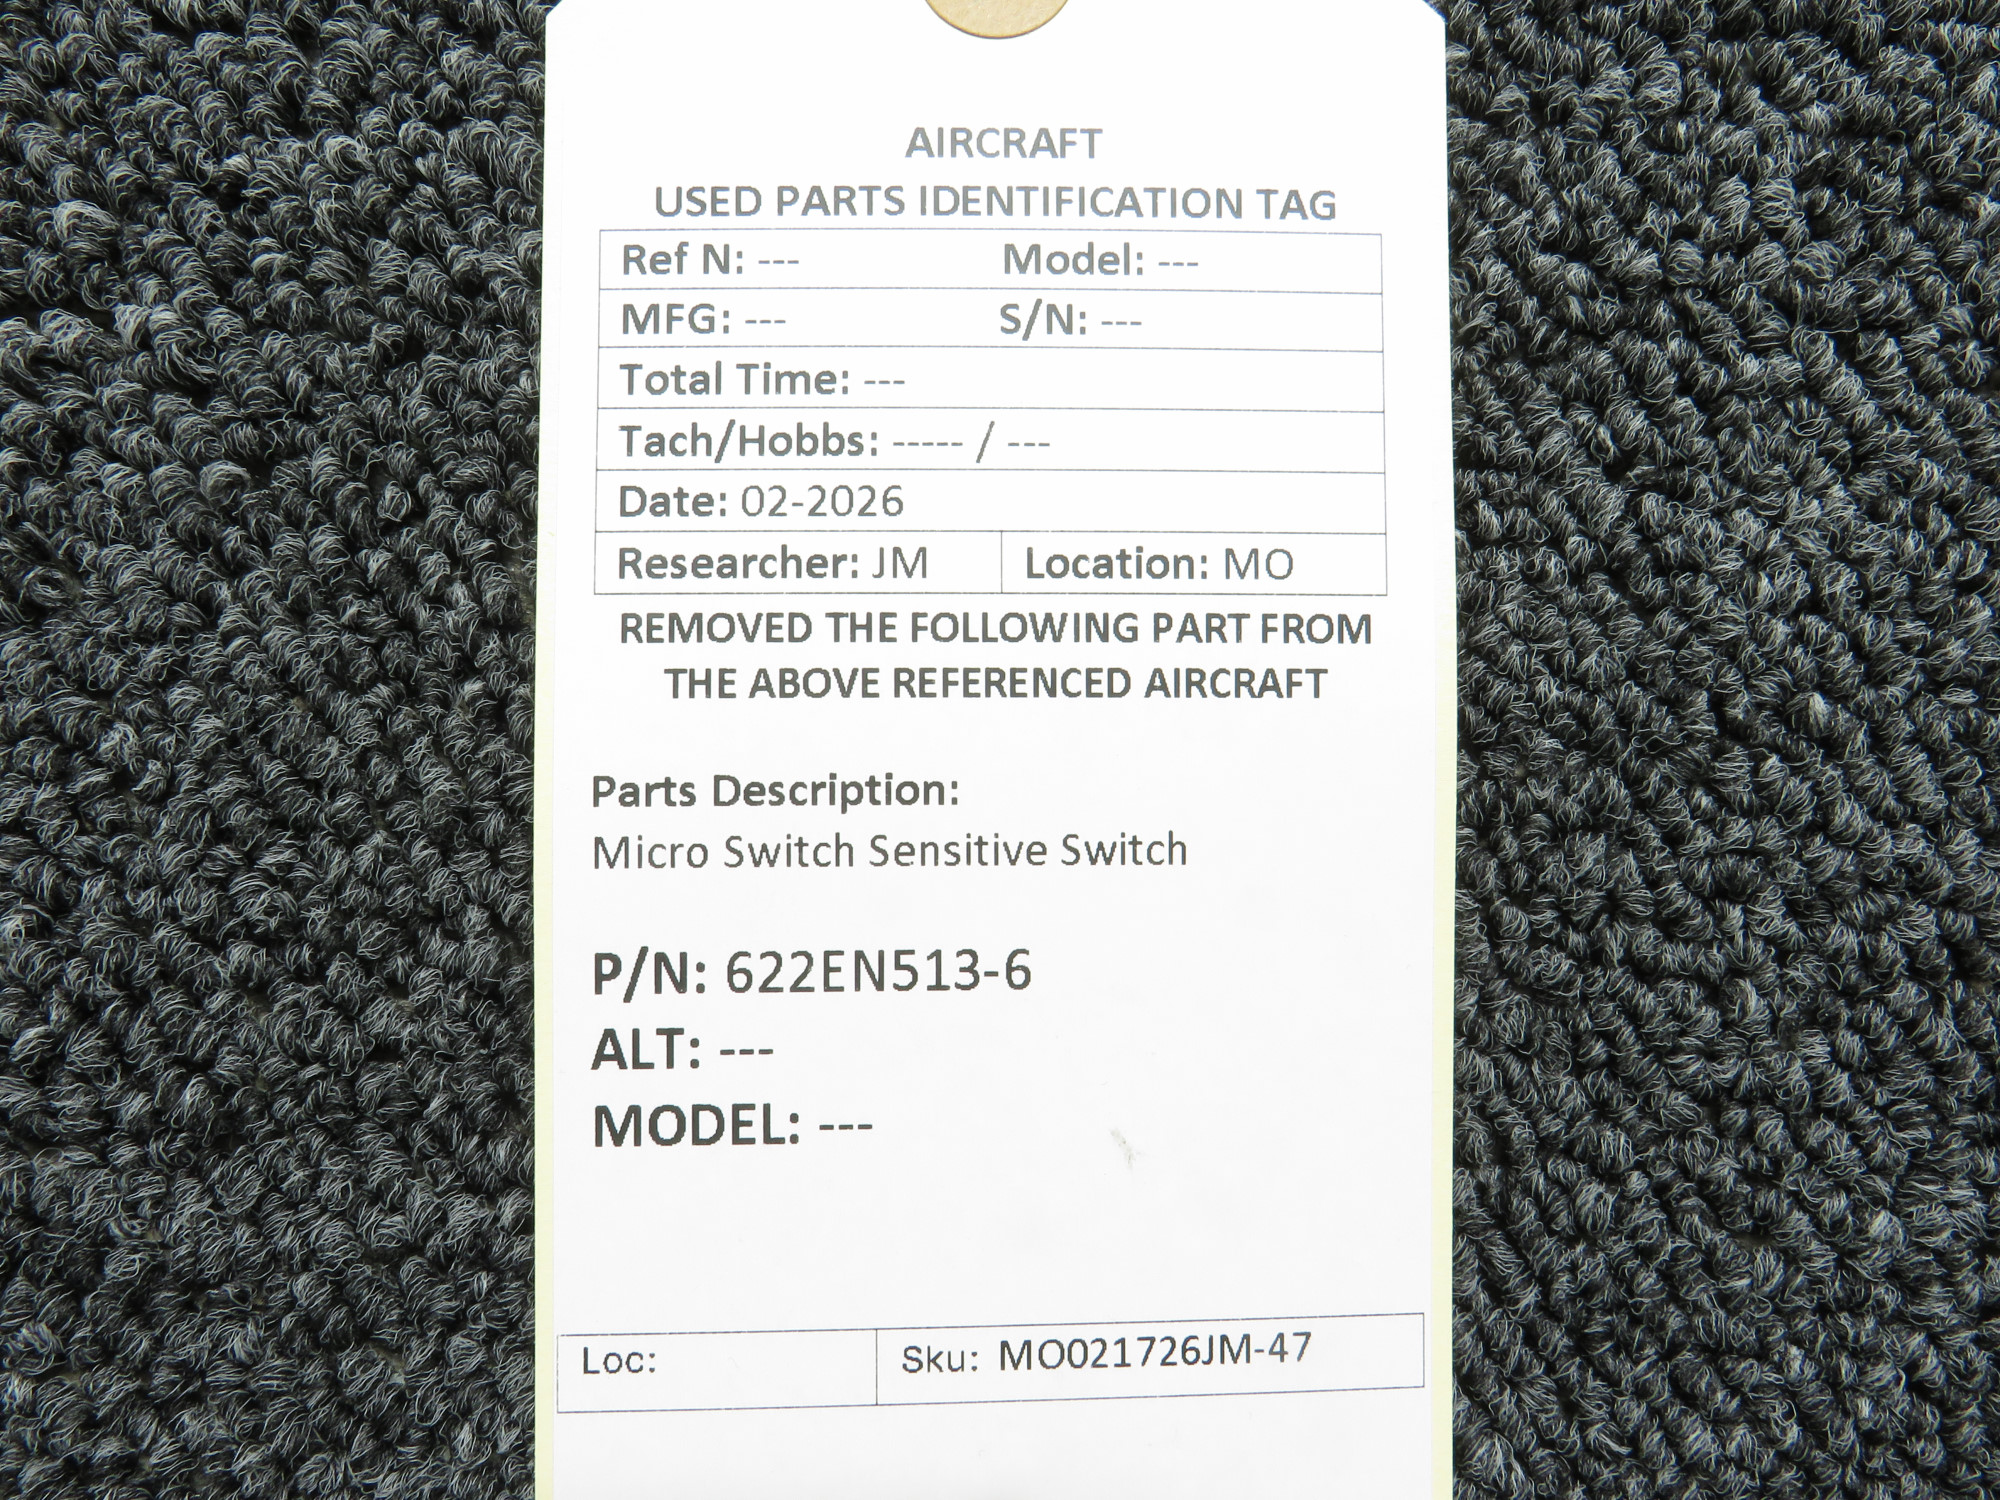 AIRCRAFT
USED PARTS IDENTIFICATION TAG
Ref N: --- Model: ---
MFG: --- S/N: ---
Total Time: ---
Tach/Hobbs: ----- / ---
Date: 02-2026
Researcher: JM Location: MO
REMOVED THE FOLLOWING PART FROM
THE ABOVE REFERENCED AIRCRAFT
Parts Description:
Micro Switch Sensitive Switch
P/N: 622EN513-6
ALT: ---
MODEL: ---
Loc: Sku: MO021726JM-47